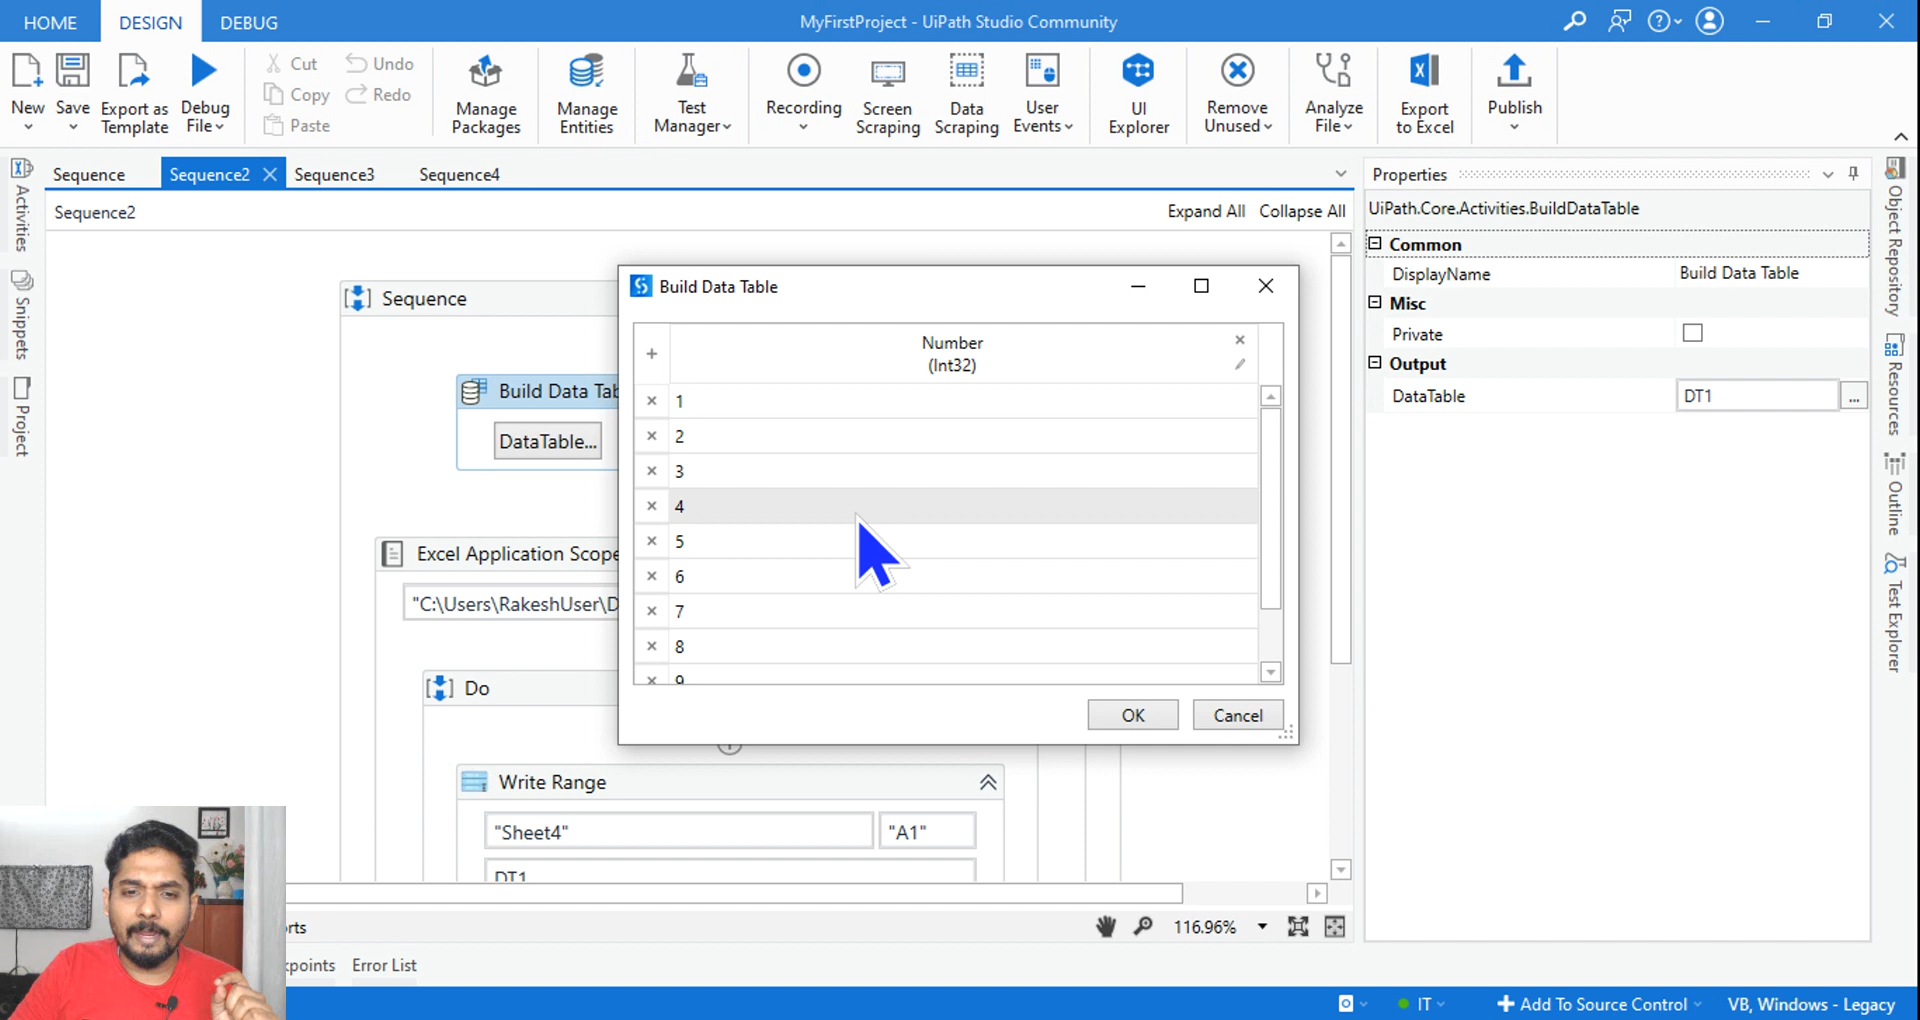 HOME
DESIGN
DEBUG
MyFirstProject - UiPath Studio Community
New
Save
Export as
Template
Debug
File
Cut
Copy
Paste
Undo
Redo
Manage
Packages
Manage
Entities
Test
Manager
Recording
Screen
Scraping
Data
Scraping
User
Events
UI
Explorer
Remove
Unused
Analyze
File
Export
to Excel
Publish
Activities
Snippets
Project
Sequence
Sequence2
Sequence3
Sequence4
Sequence2
Expand All
Collapse All
Sequence
Build Data Tab
DataTable...
Excel Application Scope
"C:\Users\RakeshUser\D
Do
Write Range
"Sheet4"
"A1"
DT1
Build Data Table
Number
(Int32)
1
2
3
4
5
6
7
8
9
OK
Cancel
Properties
UiPath.Core.Activities.BuildDataTable
Common
DisplayName
Build Data Table
Misc
Private
Output
DataTable
DT1
...
Object Repository
Resources
Outline
Test Explorer
rts
116.96%
kpoints
Error List
IT
Add To Source Control
VB, Windows - Legacy